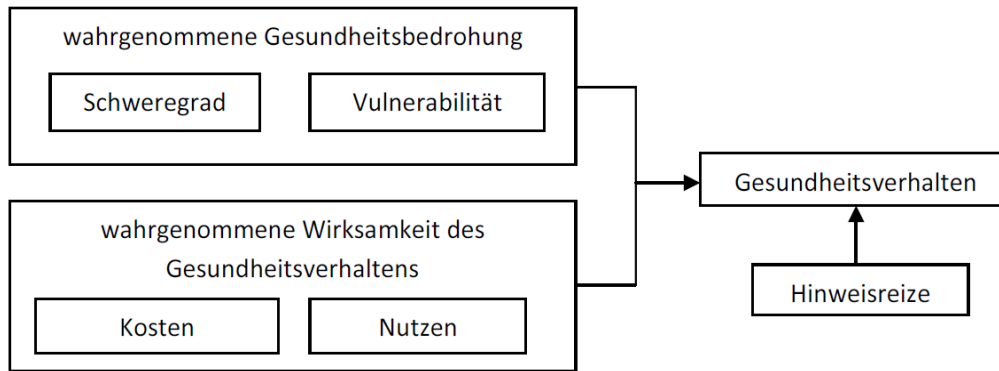 wahrgenommene Gesundheitsbedrohung
Schweregrad
Vulnerabilität
wahrgenommene Wirksamkeit des
Gesundheitsverhaltens
Kosten
Nutzen
Gesundheitsverhalten
Hinweisreize